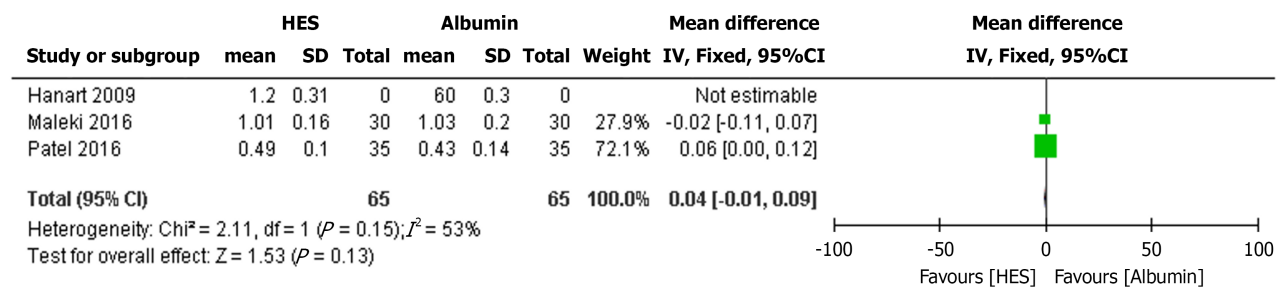 HES Albumin Mean difference Mean difference
Study or subgroup mean SD Total mean SD Total Weight IV, Fixed, 95%CI IV, Fixed, 95%CI
Hanart 2009 1.2 0.31 0 60 0.3 0 Not estimable
Maleki 2016 1.01 0.16 30 1.03 0.2 30 27.9% -0.02 [-0.11, 0.07]
Patel 2016 0.49 0.1 35 0.43 0.14 35 72.1% 0.06 [0.00, 0.12]
Total (95% CI) 65 65 100.0% 0.04 [-0.01, 0.09]
Heterogeneity: Chi² = 2.11, df = 1 (P = 0.15); I² = 53%
Test for overall effect: Z = 1.53 (P = 0.13)
-100 -50 0 50 100
Favours [HES] Favours [Albumin]